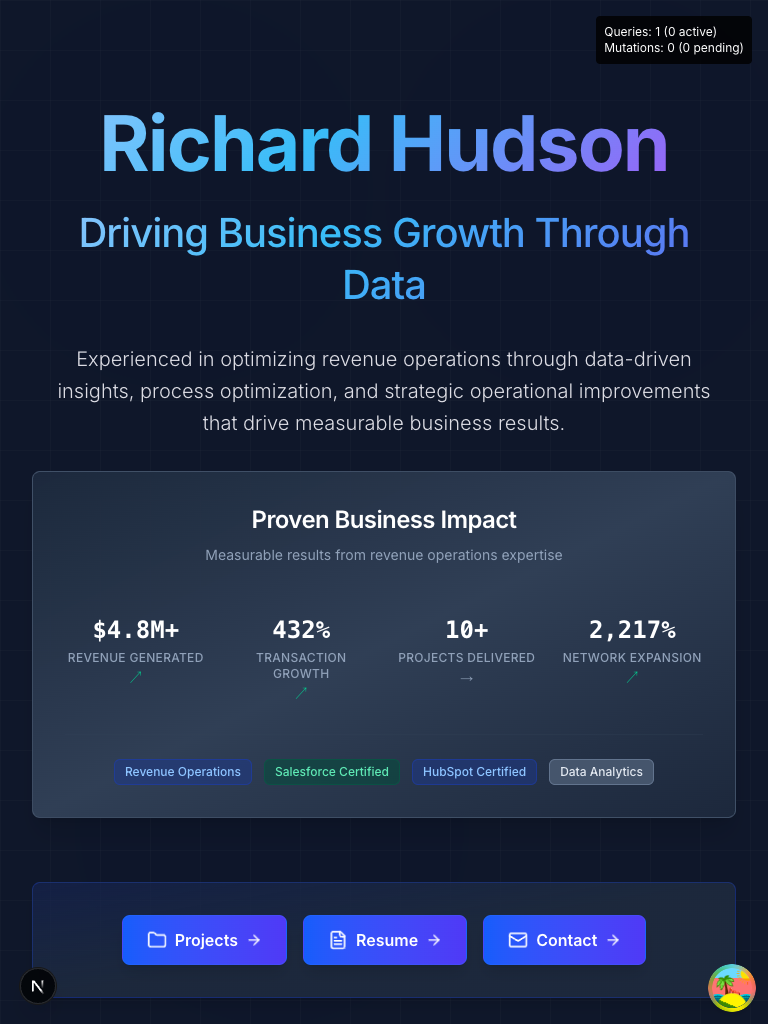 Queries: 1 (0 active)
Mutations: 0 (0 pending)
Richard Hudson
Driving Business Growth Through
Data
Experienced in optimizing revenue operations through data-driven
insights, process optimization, and strategic operational improvements
that drive measurable business results.
Proven Business Impact
Measurable results from revenue operations expertise
$4.8M+
REVENUE GENERATED
↗
432%
TRANSACTION
GROWTH
↗
10+
PROJECTS DELIVERED
→
2,217%
NETWORK EXPANSION
↗
Revenue Operations
Salesforce Certified
HubSpot Certified
Data Analytics
Projects →
Resume →
Contact →
N